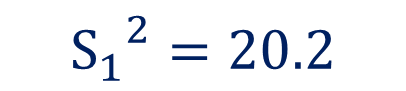 S₁² = 20.2